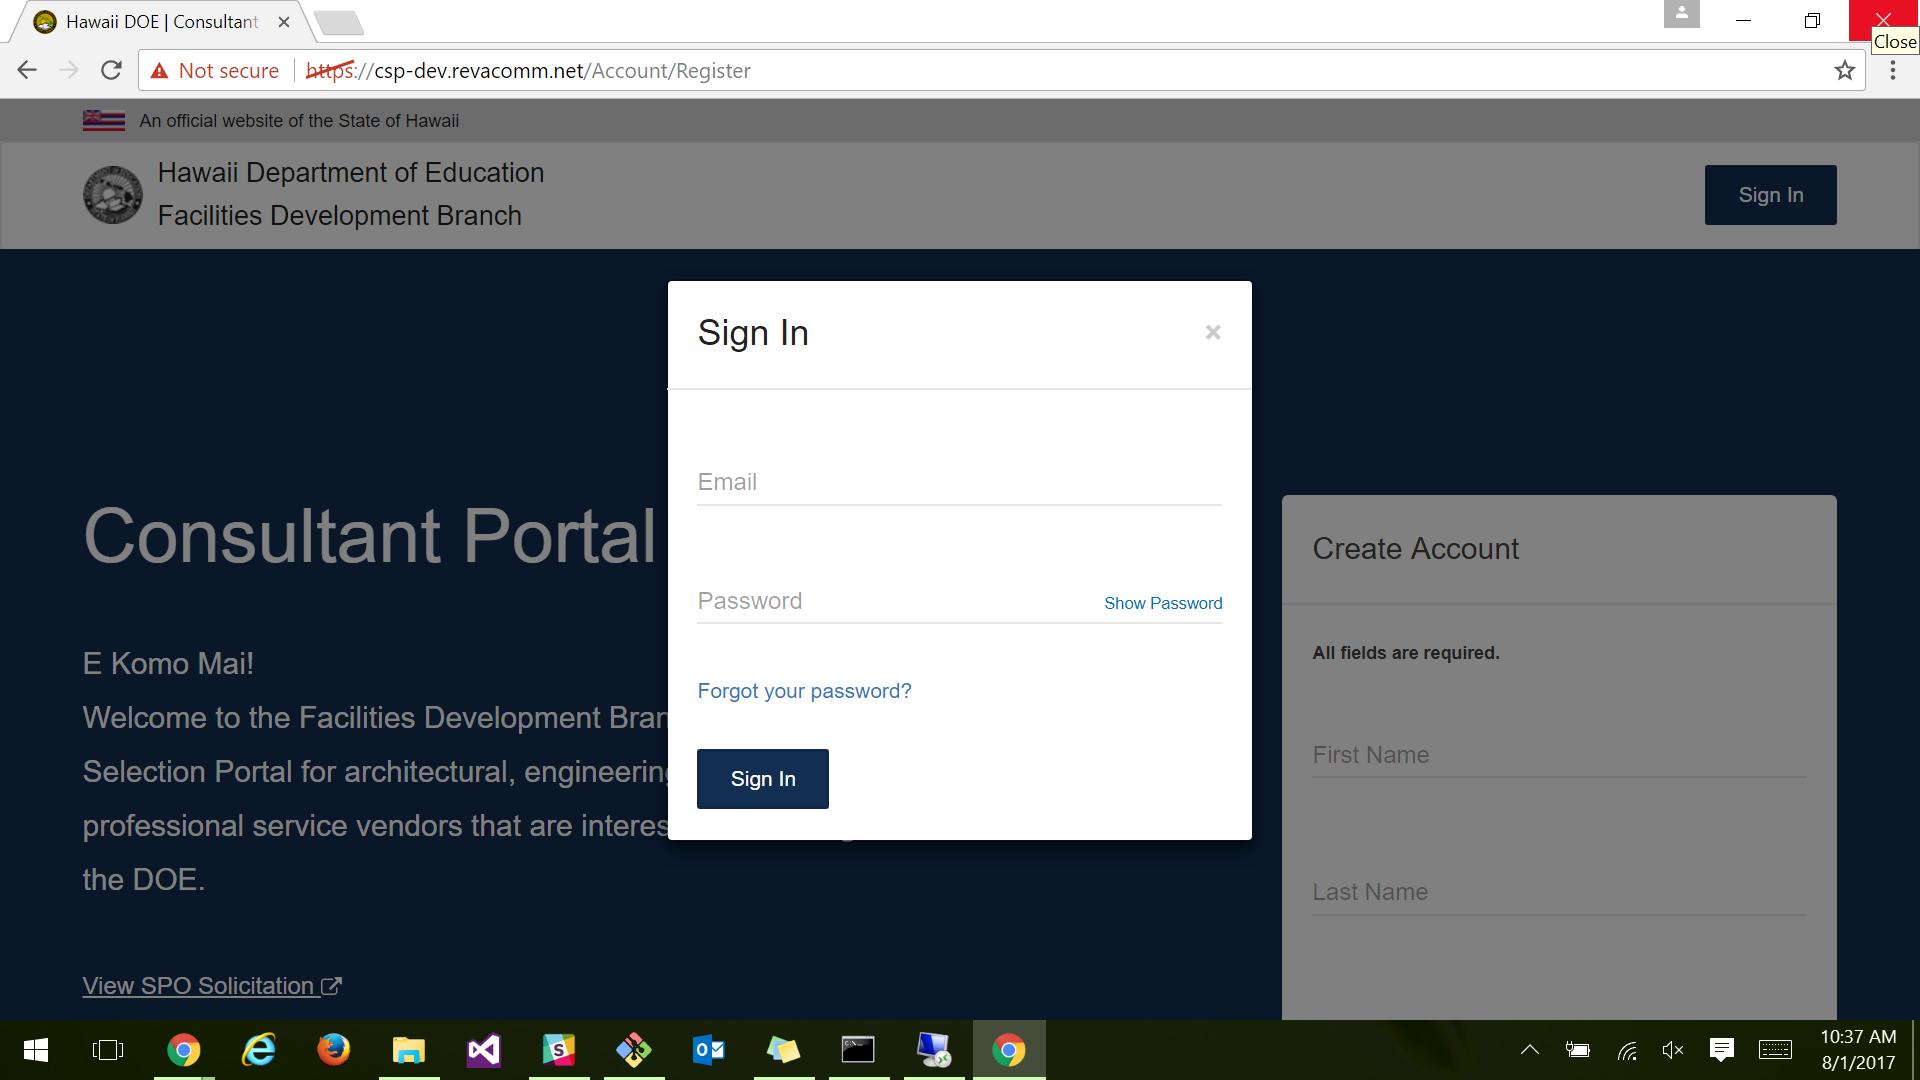 Hawaii DOE | Consultant
Close
Not secure
https://csp-dev.revacomm.net/Account/Register
An official website of the State of Hawaii
Hawaii Department of Education
Facilities Development Branch
Sign In
Sign In
×
Email
Password
Show Password
Forgot your password?
Sign In
Consultant Portal
E Komo Mai!
Welcome to the Facilities Development
Selection Portal for architectural,
professional service vendors that are
the DOE.
View SPO Solicitation
Create Account
All fields are required.
First Name
Last Name
10:37 AM
8/1/2017